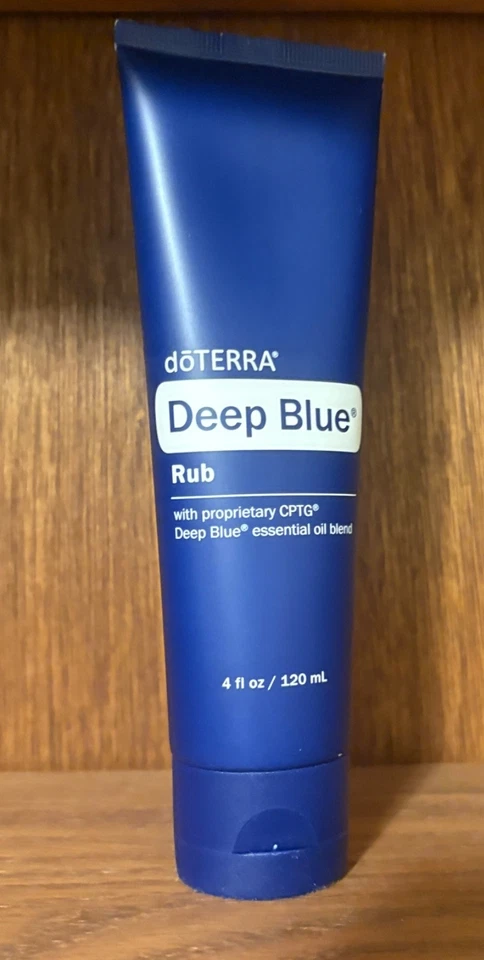 dōTERRA®
Deep Blue®
Rub
with proprietary CPTG®
Deep Blue® essential oil blend
4 fl oz / 120 mL